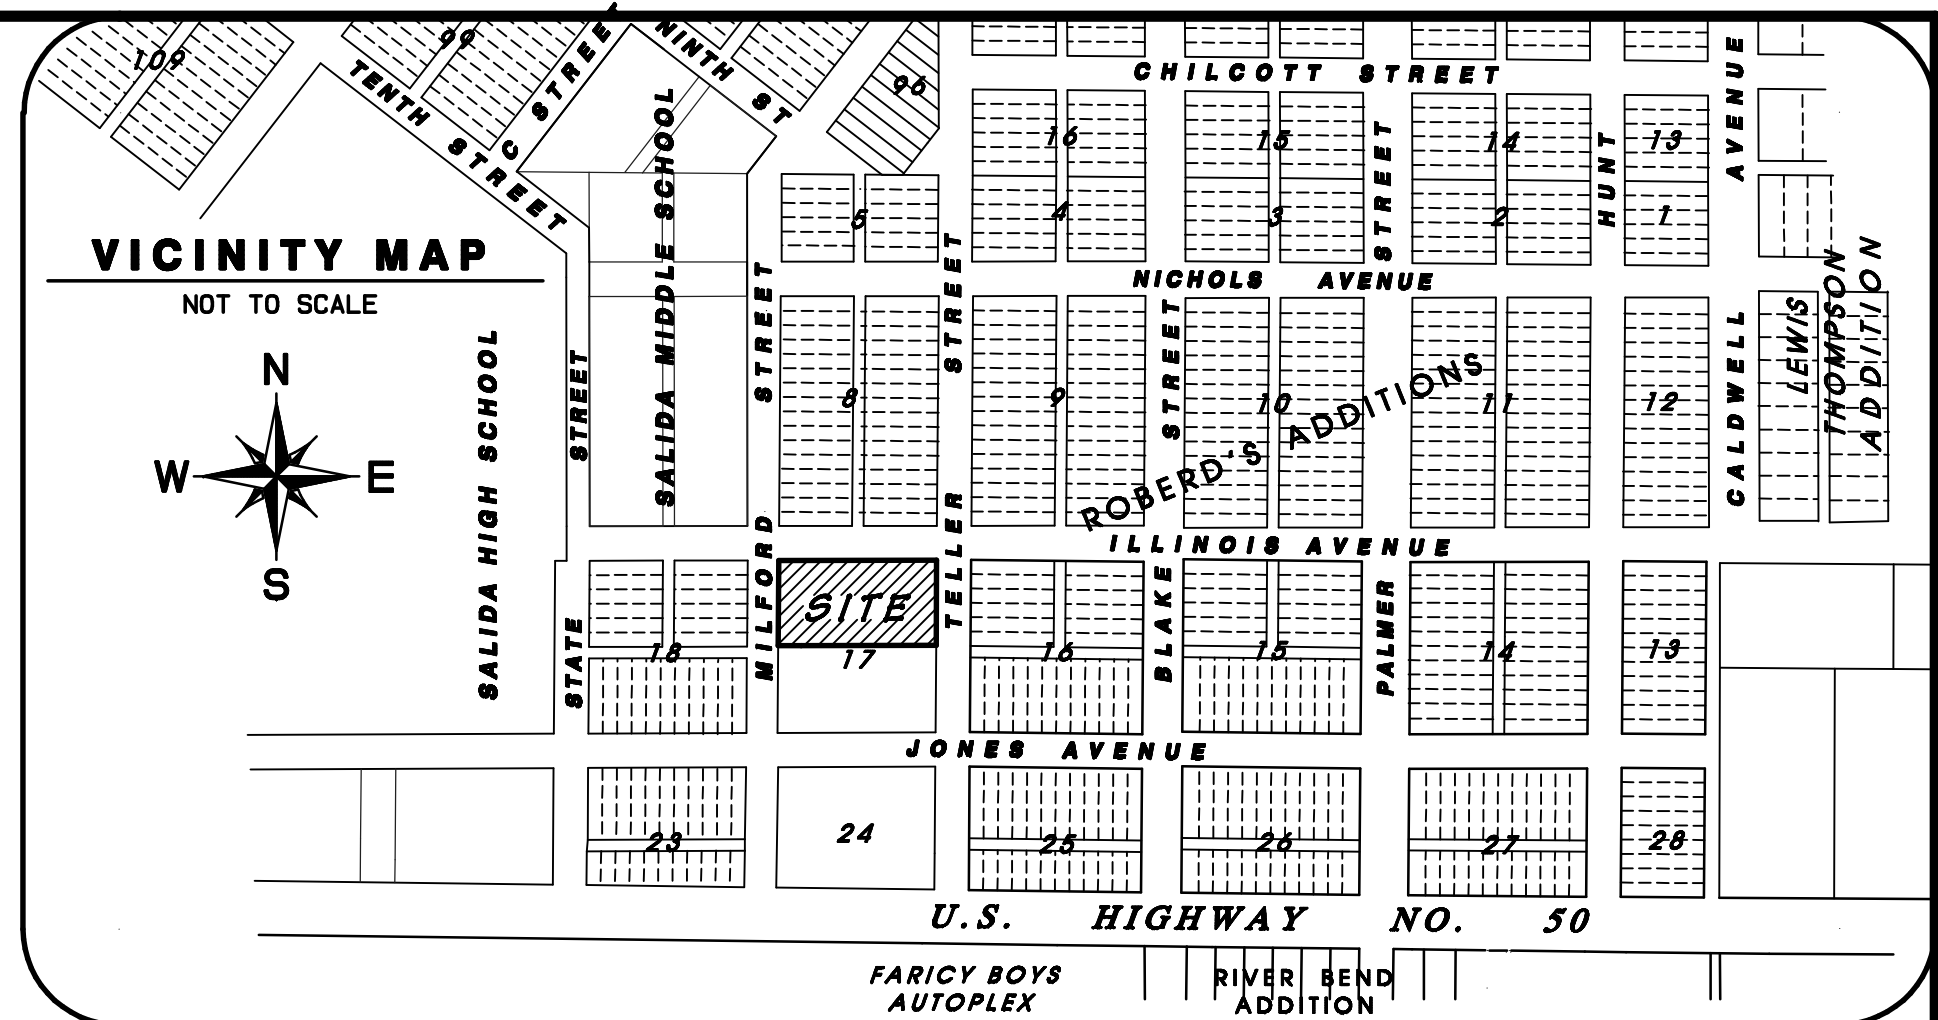 109
99
C STREET
NINTH ST
96
TENTH STREET
CHILCOTT STREET
16
15
14
13
AVENUE
HUNT
STREET
5
4
3
2
1
VICINITY MAP
NOT TO SCALE
N
W E
S
SALIDA HIGH SCHOOL
SALIDA MIDDLE SCHOOL
STATE STREET
MILFORD STREET
TELLER STREET
NICHOLS AVENUE
BLAKE STREET
PALMER
CALDWELL
LEWIS
THOMPSON
ADDITION
8
9
10
11
12
ROBERD'S ADDITIONS
ILLINOIS AVENUE
SITE
18
17
16
15
14
13
JONES AVENUE
23
24
25
26
27
28
U.S. HIGHWAY NO. 50
FARICY BOYS
AUTOPLEX
RIVER BEND
ADDITION